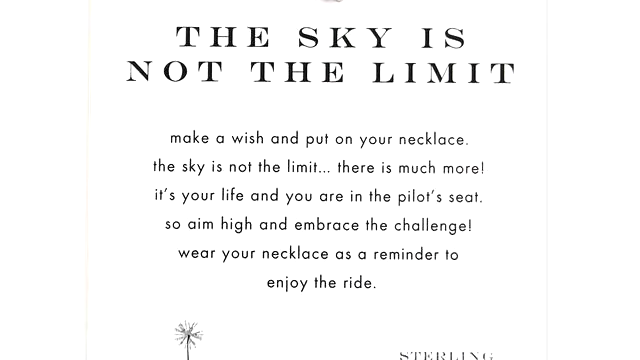 THE SKY IS
NOT THE LIMIT
make a wish and put on your necklace.
the sky is not the limit... there is much more!
it's your life and you are in the pilot's seat.
so aim high and embrace the challenge!
wear your necklace as a reminder to
enjoy the ride.
STERLING